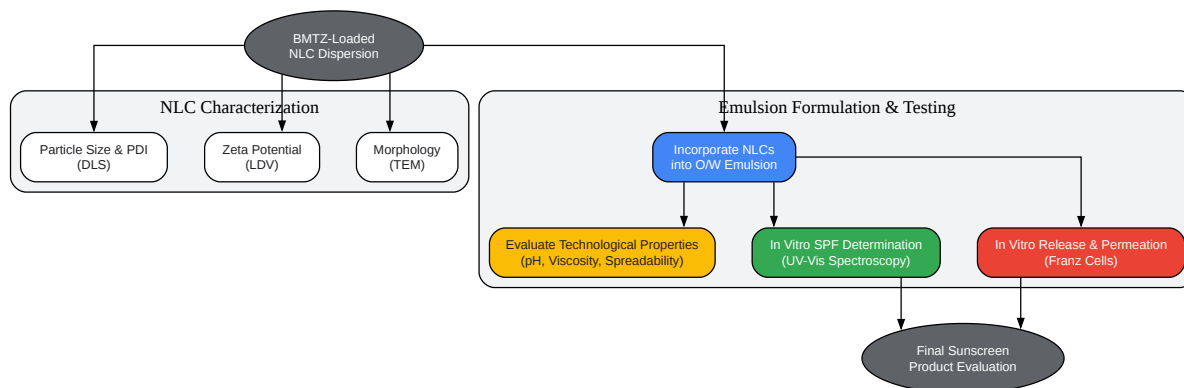 BMTZ-Loaded
NLC Dispersion
NLC Characterization
Particle Size & PDI
(DLS)
Zeta Potential
(LDV)
Morphology
(TEM)
Emulsion Formulation & Testing
Incorporate NLCs
into O/W Emulsion
Evaluate Technological Properties
(pH, Viscosity, Spreadability)
In Vitro SPF Determination
(UV-Vis Spectroscopy)
In Vitro Release & Permeation
(Franz Cells)
Final Sunscreen
Product Evaluation